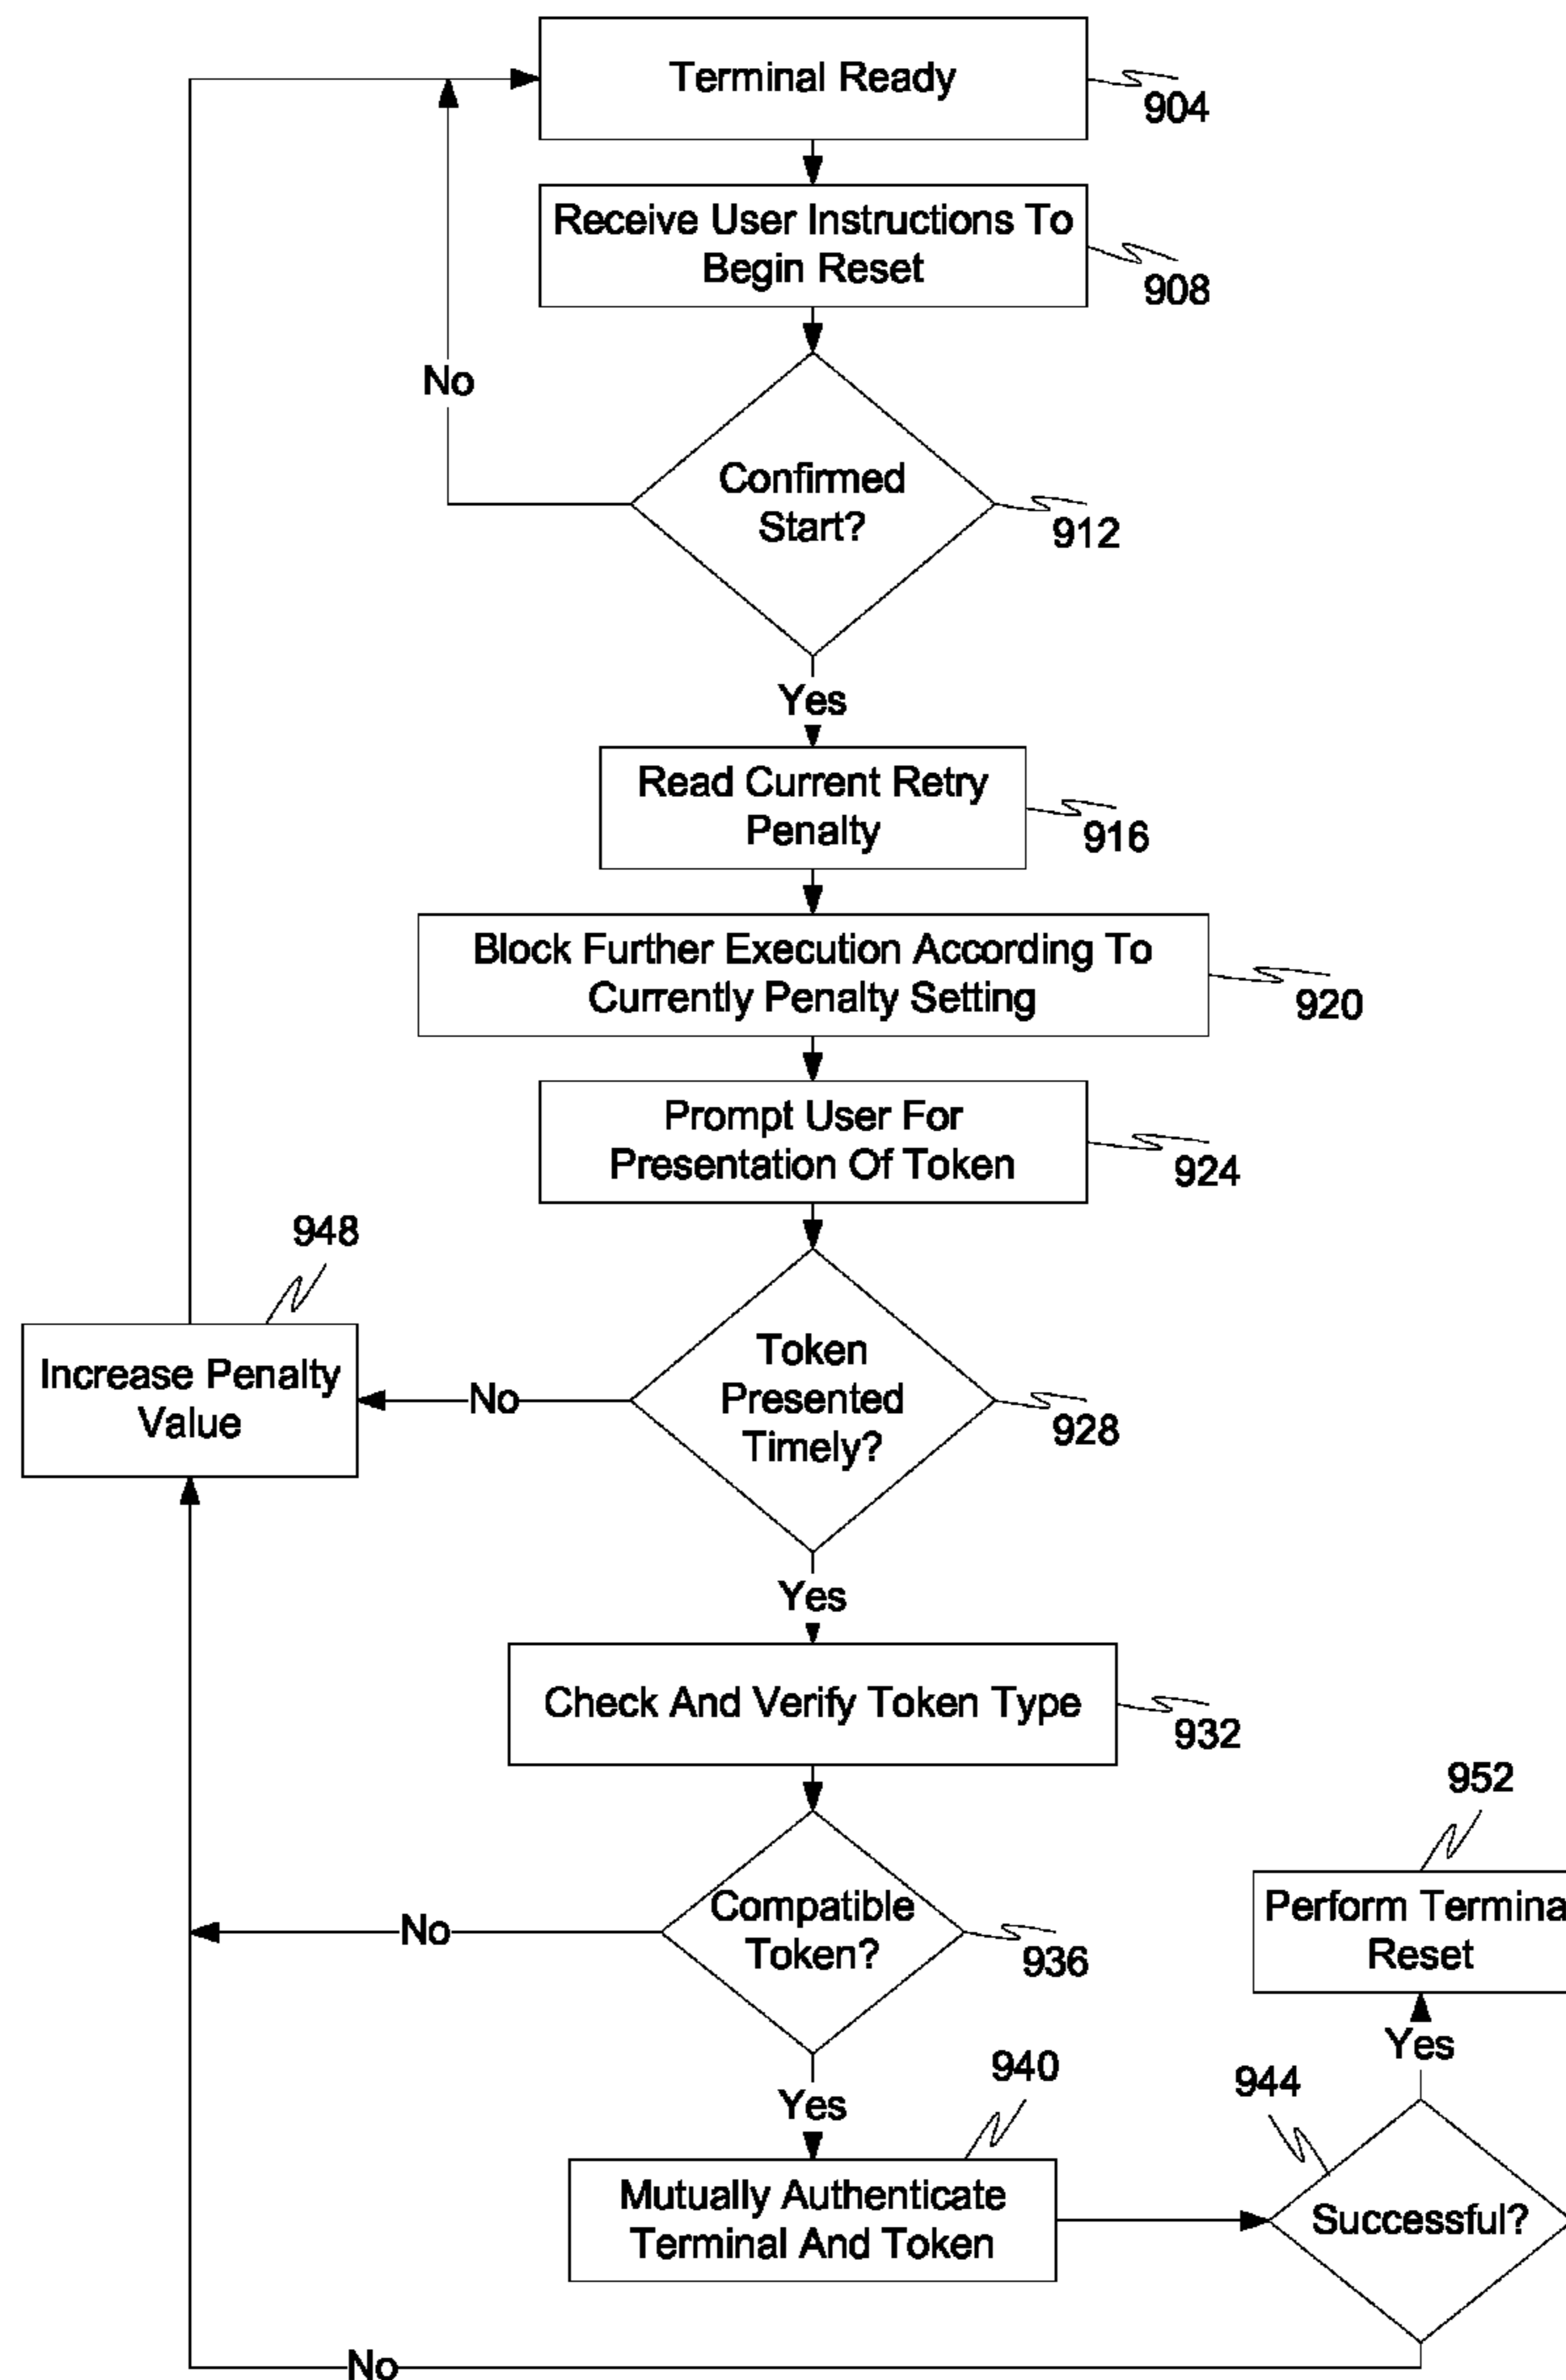 Terminal Ready
904
Receive User Instructions To
Begin Reset
908
No
Confirmed
Start?
912
Yes
Read Current Retry
Penalty
916
Block Further Execution According To
Currently Penalty Setting
920
Prompt User For
Presentation Of Token
924
948
Increase Penalty
Value
No
Token
Presented
Timely?
928
Yes
Check And Verify Token Type
932
952
Perform Termina
Reset
No
Compatible
Token?
936
Yes
Yes
940
944
Mutually Authenticate
Terminal And Token
Successful?
No